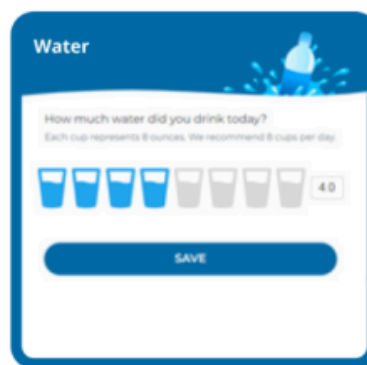 Water
How much water did you drink today?
Each cup represents 8 ounces. We recommend 8 cups per day
4.0
SAVE